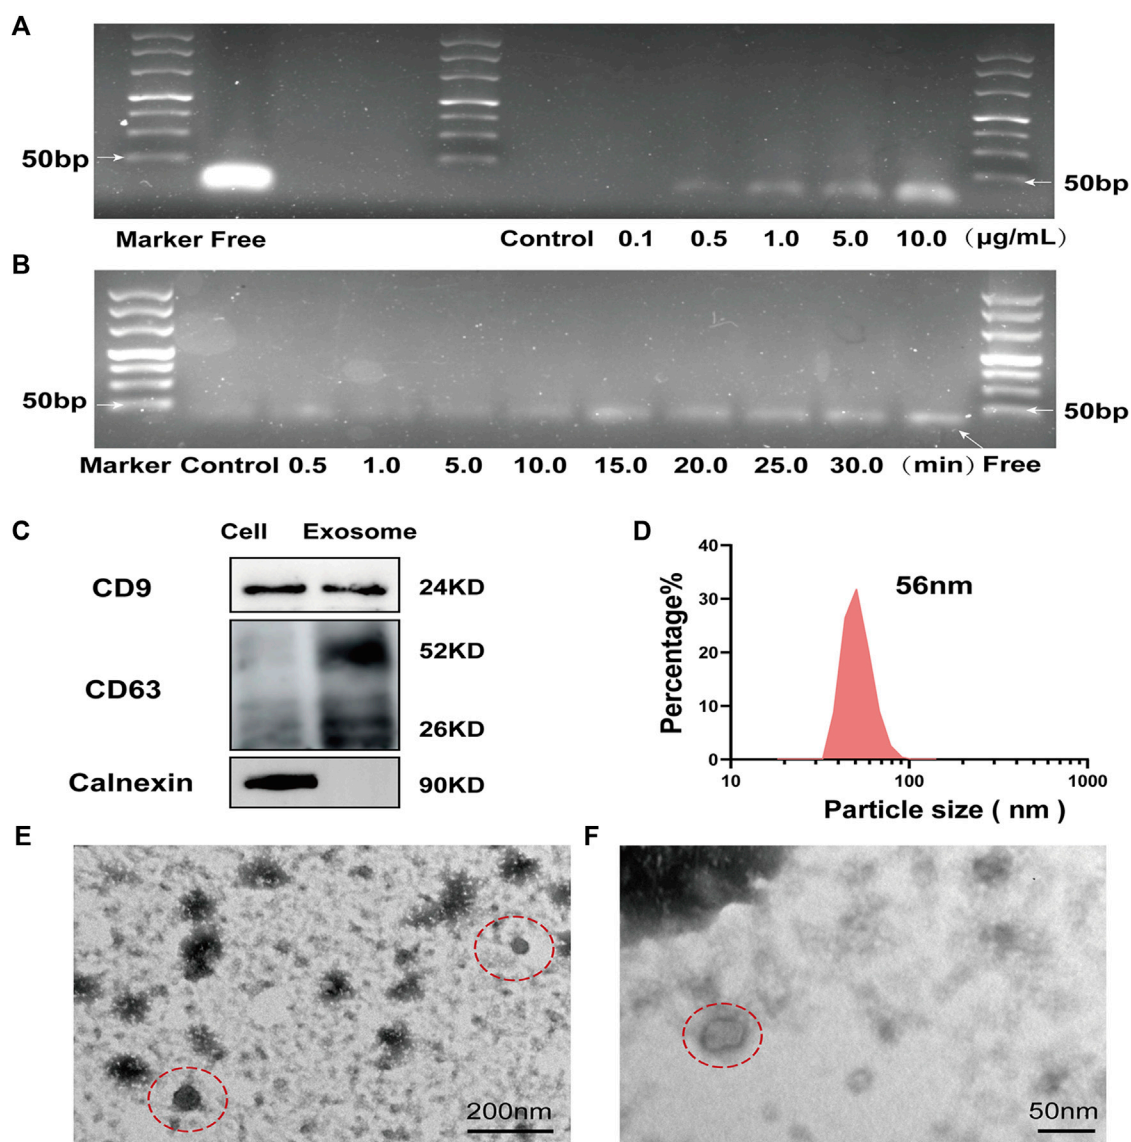 A
50bp
50bp
Marker Free Control 0.1 0.5 1.0 5.0 10.0 (μg/mL)
B
50bp
50bp
Marker Control 0.5 1.0 5.0 10.0 15.0 20.0 25.0 30.0 (min) Free
C
Cell Exosome
CD9 24KD
CD63 52KD
26KD
Calnexin 90KD
D
40
30
20
10
0
Percentage%
56nm
10 100 1000
Particle size ( nm )
E
200nm
F
50nm